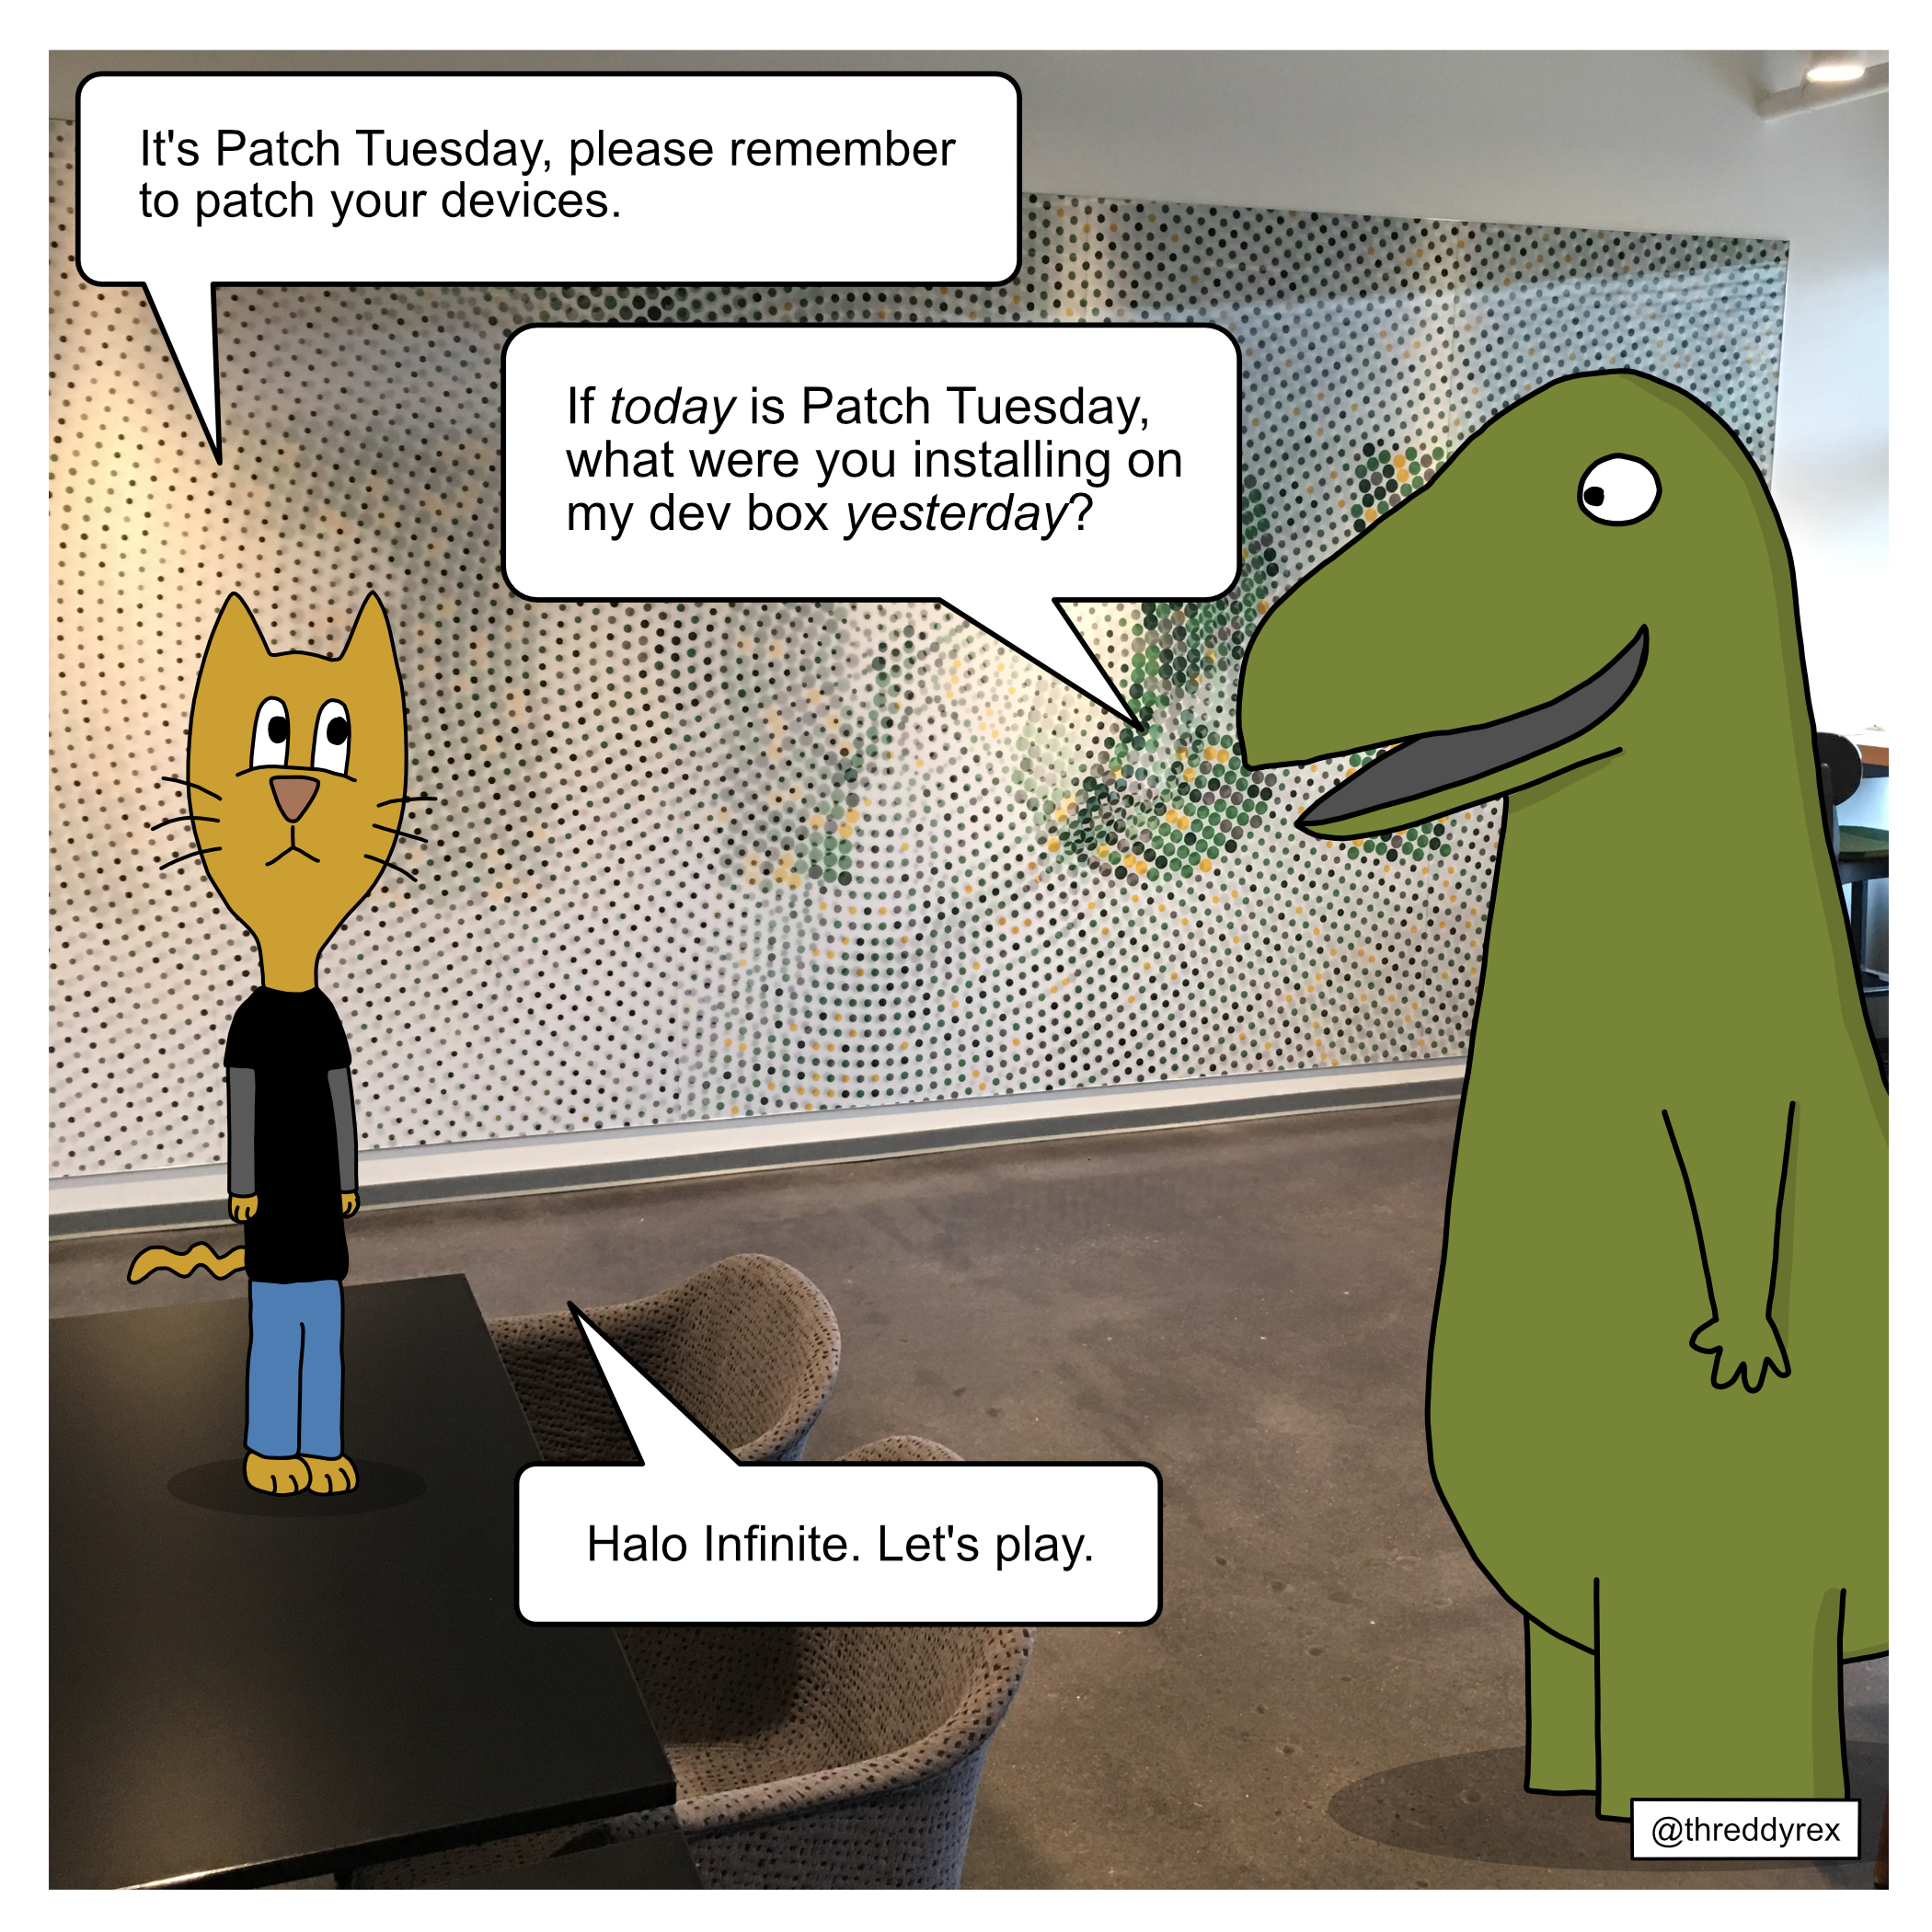 It's Patch Tuesday, please remember
to patch your devices.
If today is Patch Tuesday,
what were you installing on
my dev box yesterday?
Halo Infinite. Let's play.
@threddyrex